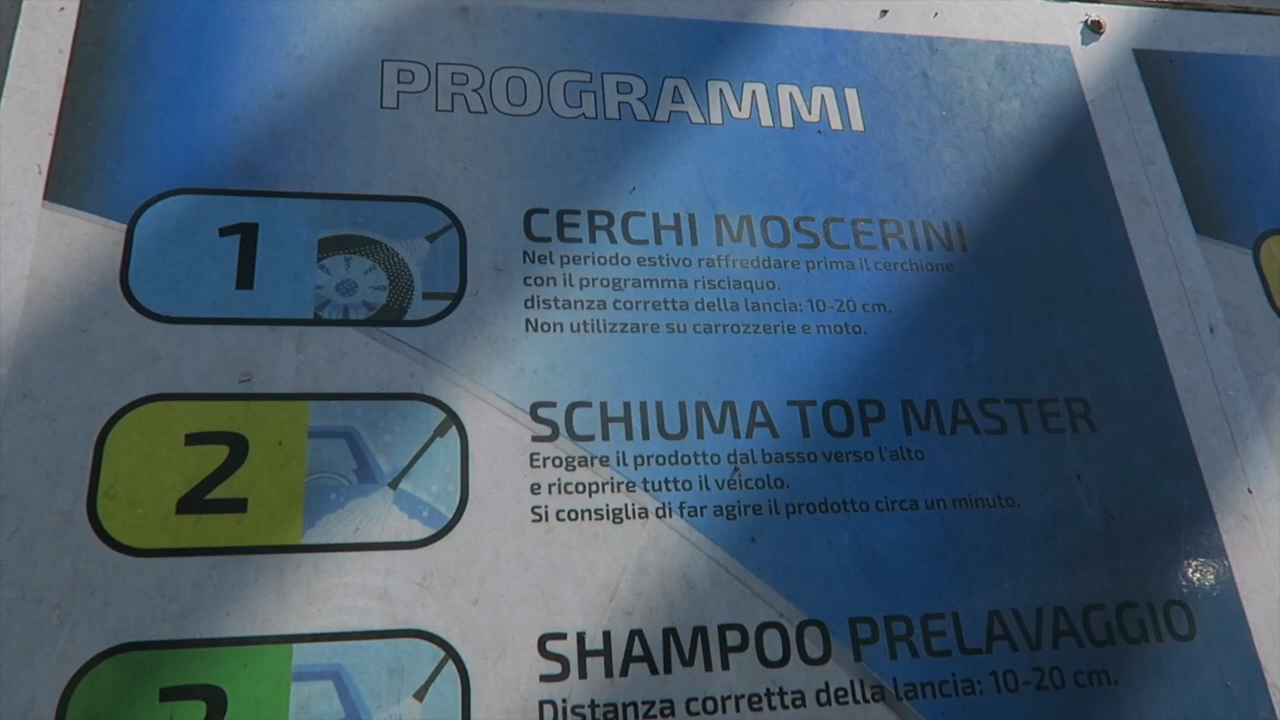 PROGRAMMI
1
CERCHI MOSCERINI
Nel periodo estivo raffreddare prima il cerchione
con il programma risciaquo.
distanza corretta della lancia: 10-20 cm.
Non utilizzare su carrozzerie e moto.
2
SCHIUMA TOP MASTER
Erogare il prodotto dal basso verso l'alto
e ricoprire tutto il veicolo.
Si consiglia di far agire il prodotto circa un minuto.
3
SHAMPOO PRELAVAGGIO
Distanza corretta della lancia: 10-20 cm.